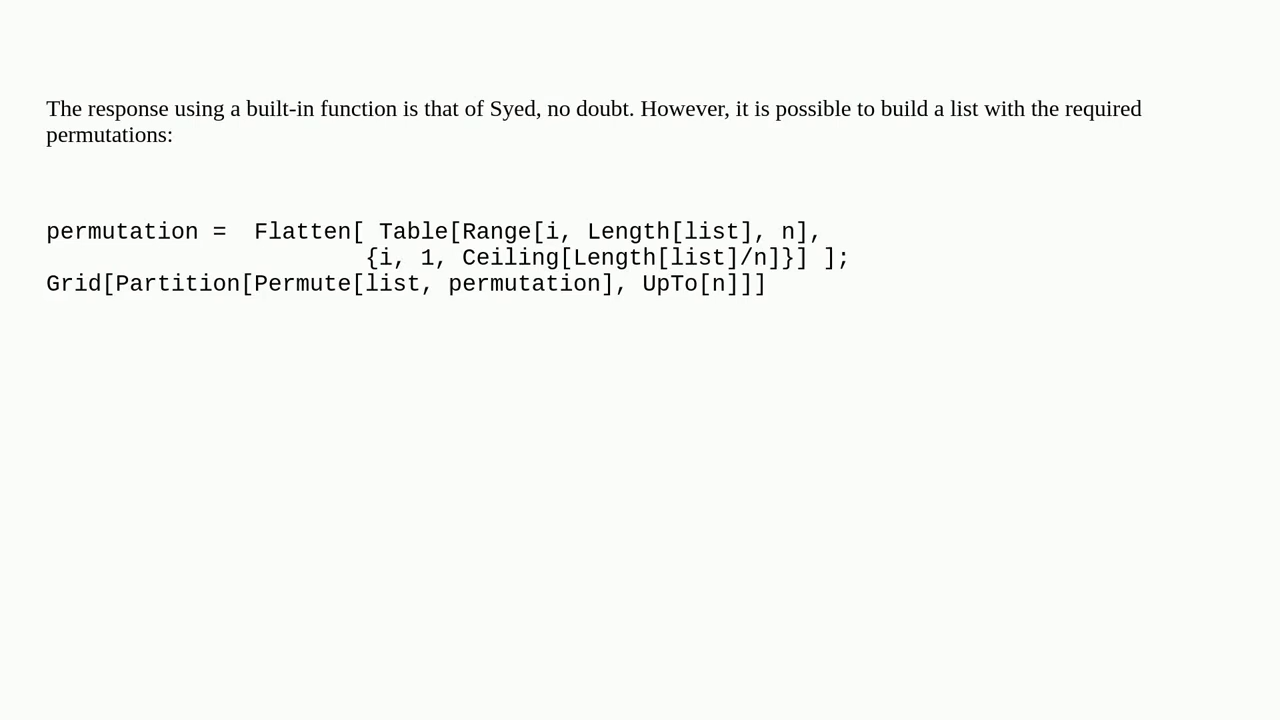 The response using a built-in function is that of Syed, no doubt. However, it is possible to build a list with the required
permutations:
permutation =  Flatten[ Table[Range[i, Length[list], n],
                       {i, 1, Ceiling[Length[list]/n]}] ];
Grid[Partition[Permute[list, permutation], UpTo[n]]]